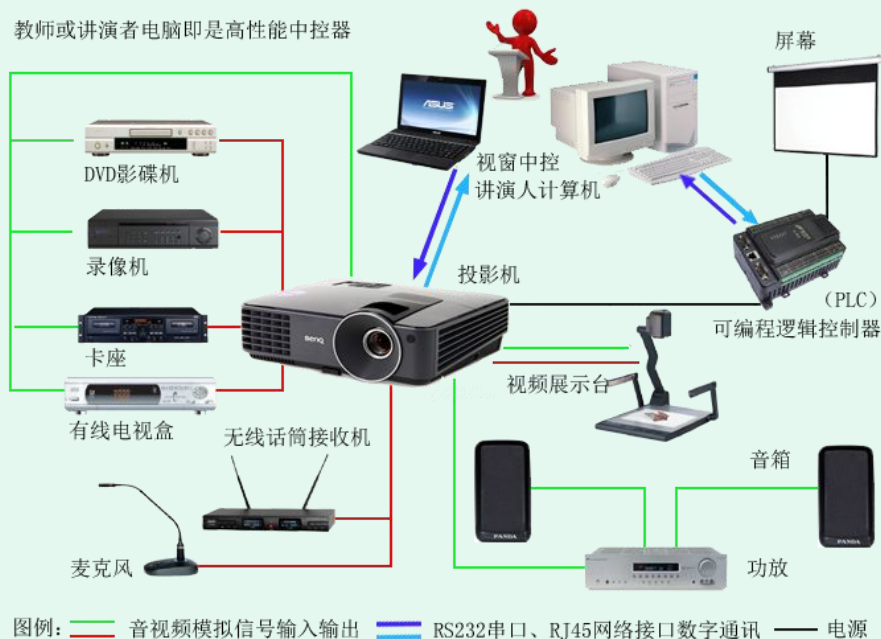 教师或讲演者电脑即是高性能中控器
屏幕
ASUS
DVD影碟机
视窗中控
讲演人计算机
录像机
投影机
(PLC)
可编程逻辑控制器
BenQ
卡座
视频展示台
有线电视盒
无线话筒接收机
音箱
PANDA
PANDA
麦克风
功放
图例: 音视频模拟信号输入输出 RS232串口、RJ45网络接口数字通讯 电源